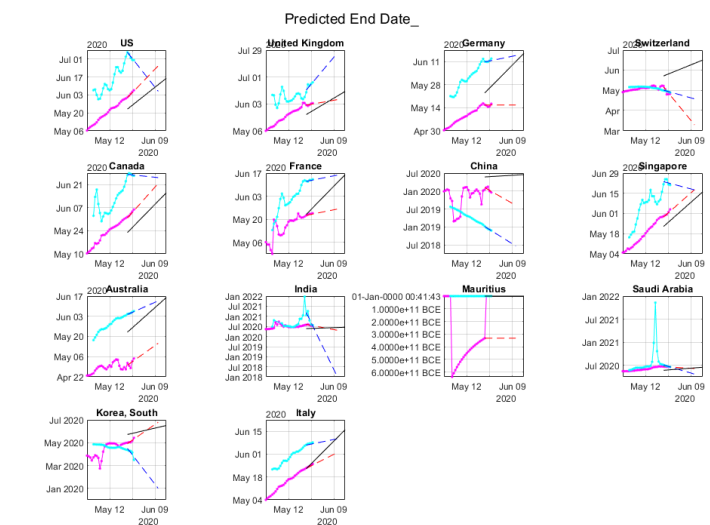 Predicted End Date_
2020 US
Jul 01
Jun 17
Jun 03
May 20
May 06
May 12 Jun 09
2020
2020 United Kingdom
Jul 29
Jul 01
Jun 03
May 06
May 12 Jun 09
2020
2020 Germany
Jun 11
May 28
May 14
Apr 30
May 12 Jun 09
2020
2020 Switzerland
Jul
Jun
May
Apr
Mar
May 12 Jun 09
2020
2020 Canada
Jun 21
Jun 07
May 24
May 10
May 12 Jun 09
2020
2020 France
Jun 17
Jun 03
May 20
May 06
May 12 Jun 09
2020
China
Jul 2020
Jan 2020
Jul 2019
Jan 2019
Jul 2018
May 12 Jun 09
2020
2020 Singapore
Jun 29
Jun 15
Jun 01
May 18
May 04
May 12 Jun 09
2020
2020 Australia
Jun 17
Jun 03
May 20
May 06
Apr 22
May 12 Jun 09
2020
India
Jan 2022
Jul 2021
Jan 2021
Jul 2020
Jan 2020
Jul 2019
Jan 2019
Jul 2018
Jan 2018
May 12 Jun 09
2020
Mauritius
01-Jan-0000 00:41:43
1.0000e+11 BCE
2.0000e+11 BCE
3.0000e+11 BCE
4.0000e+11 BCE
5.0000e+11 BCE
6.0000e+11 BCE
May 12 Jun 09
2020
Saudi Arabia
Jan 2022
Jul 2021
Jan 2021
Jul 2020
May 12 Jun 09
2020
Korea, South
Jul 2020
May 2020
Mar 2020
Jan 2020
May 12 Jun 09
2020
2020 Italy
Jun 15
Jun 01
May 18
May 04
May 12 Jun 09
2020